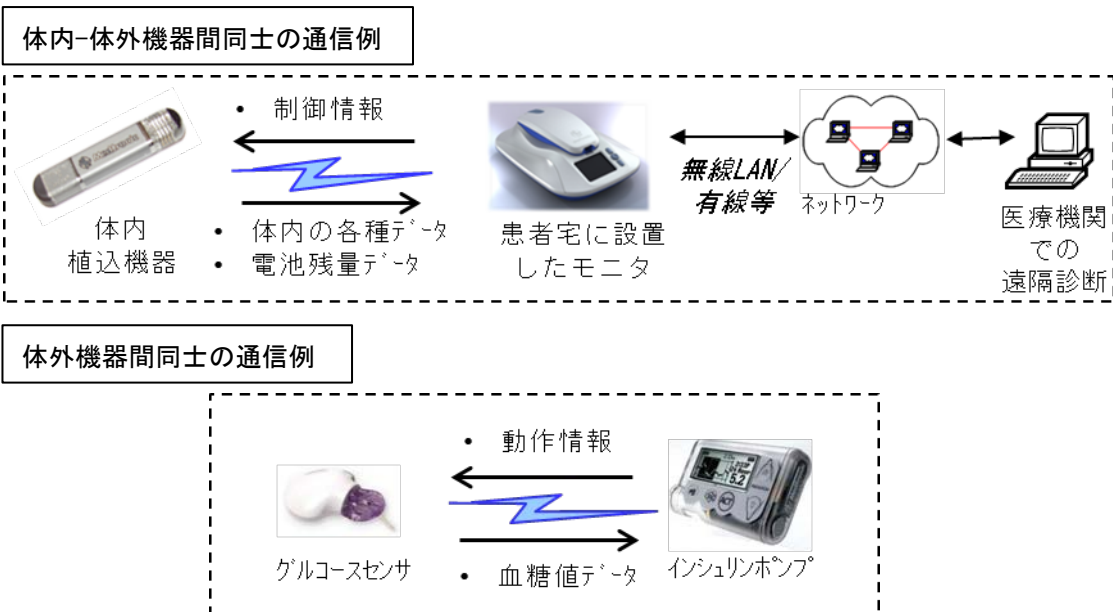 体内-体外機器間同士の通信例
• 制御情報
体内
植込機器
• 体内の各種ﾃﾞｰﾀ
• 電池残量ﾃﾞｰﾀ
患者宅に設置
したモニタ
無線LAN/
有線等
ﾈｯﾄﾜｰｸ
医療機関
での
遠隔診断
体外機器間同士の通信例
• 動作情報
ｸﾞﾙｺｰｽｾﾝｻ
• 血糖値ﾃﾞｰﾀ
5.2
ACT
ｲﾝｼｭﾘﾝﾎﾟﾝﾌﾟ